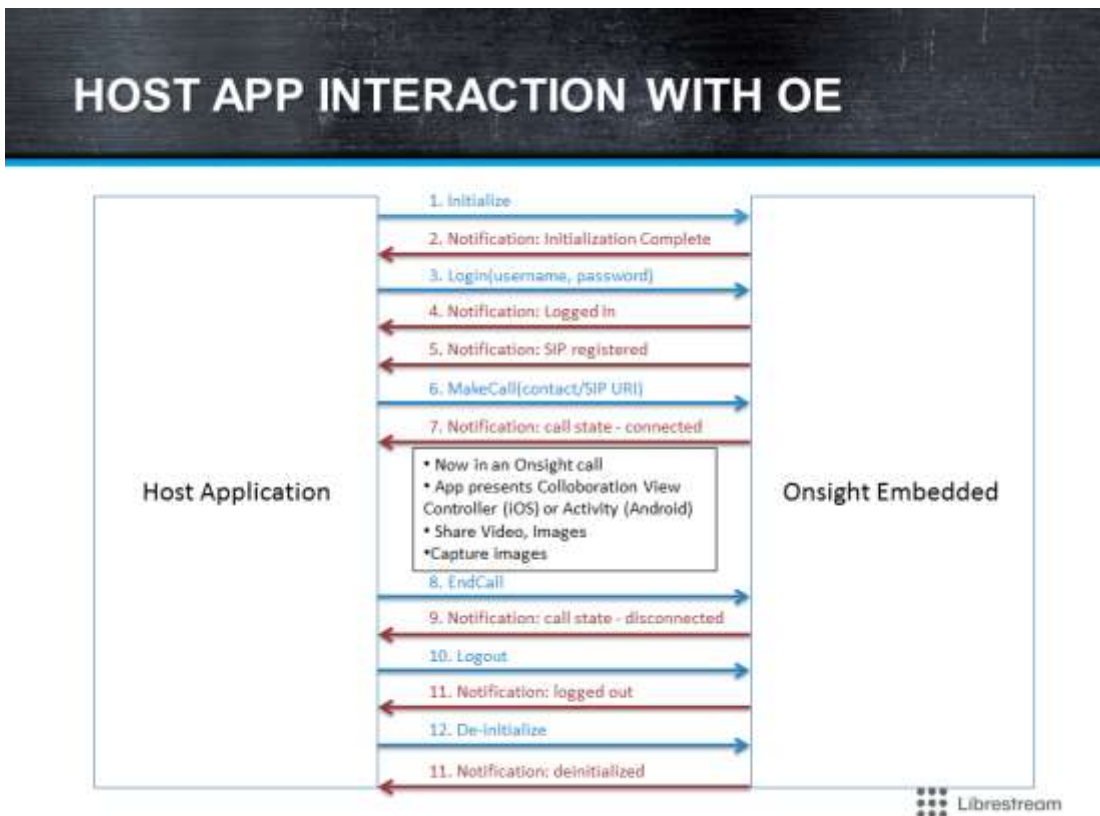 HOST APP INTERACTION WITH OE
1. Initialize
2. Notification: Initialization Complete
3. Login(username, password)
4. Notification: Logged In
5. Notification: SIP registered
6. MakeCall(contact/SIP URI)
7. Notification: call state - connected
• Now in an Onsight call
• App presents Colloboration View
Controller (iOS) or Activity (Android)
• Share Video, Images
•Capture images
Host Application
Onsight Embedded
8. EndCall
9. Notification: call state - disconnected
10. Logout
11. Notification: logged out
12. De-initialize
11. Notification: deinitialized
Librestream